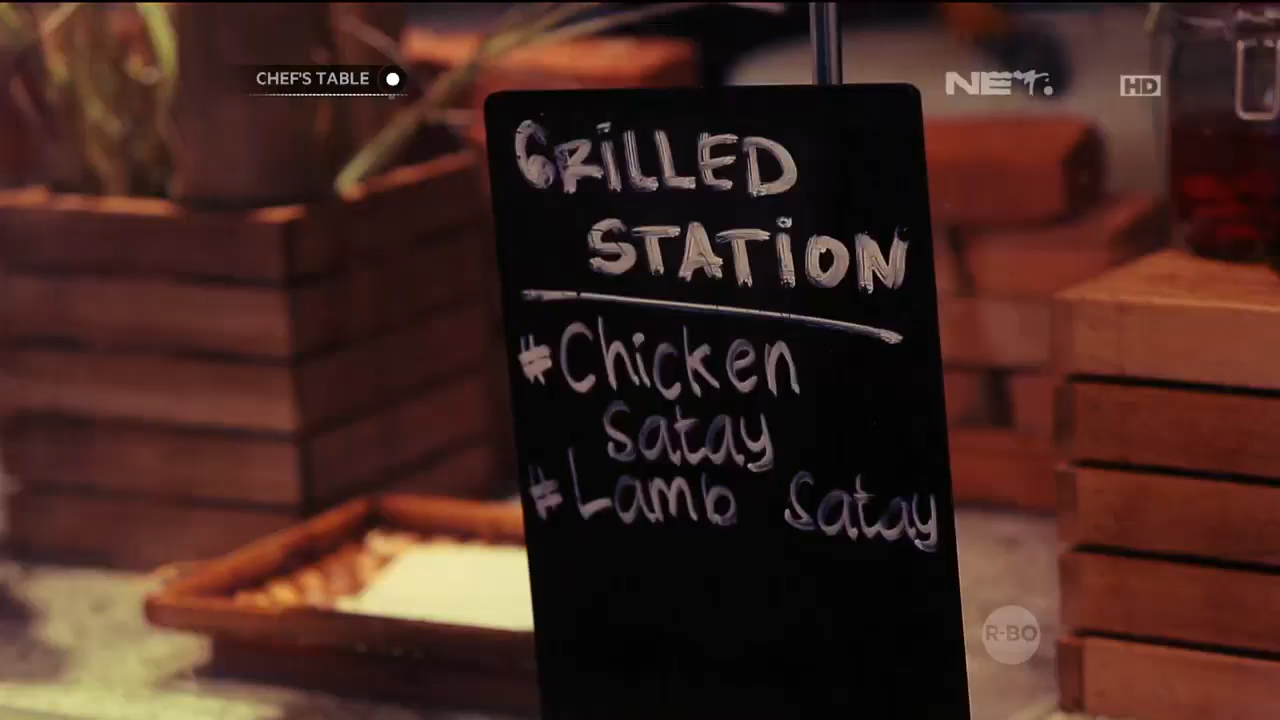 CHEF'S TABLE
NET.
HD
GRiLLED
STATiON
#Chicken
Satay
#Lamb Satay
R-BO